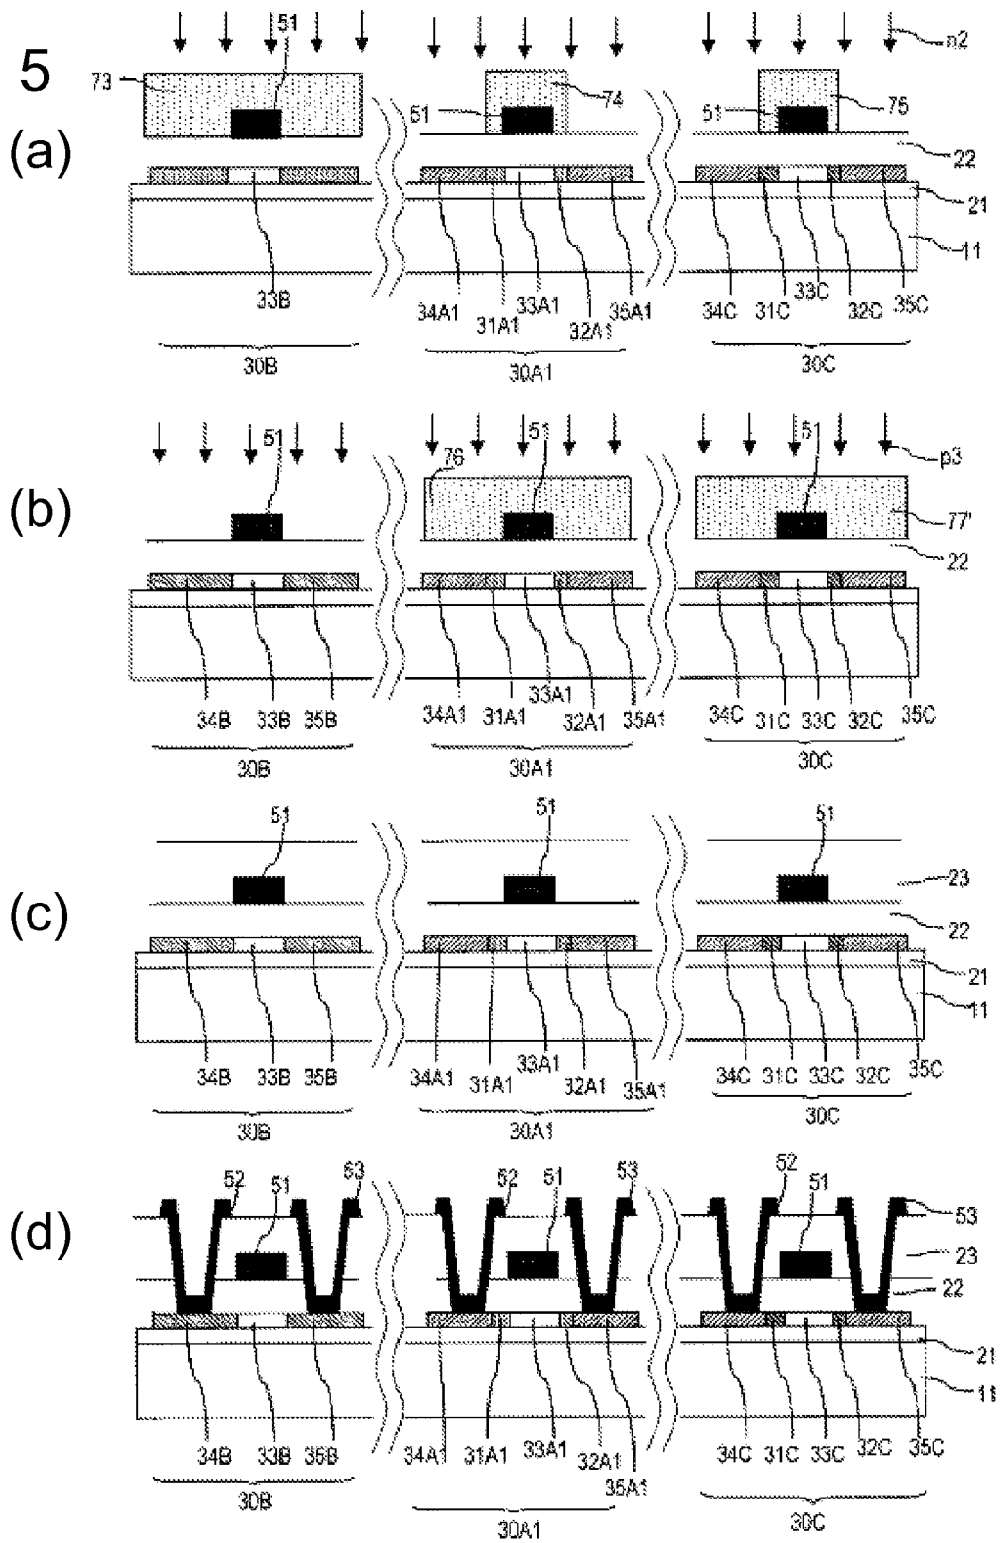 5
51
n2
73
51
74
51
75
(a)
22
21
11
33B
34A1
31A1
33A1
32A1
35A1
34C
31C
33C
32C
35C
30B
30A1
30C
51
76
51
51
p3
(b)
77'
22
34B
33B
35B
34A1
31A1
33A1
32A1
35A1
34C
31C
33C
32C
35C
30B
30A1
30C
51
51
51
(c)
23
22
21
11
34B
33B
35B
34A1
31A1
33A1
32A1
35A1
34C
31C
33C
32C
35C
30B
30A1
30C
52
51
53
52
51
53
52
51
53
(d)
23
22
21
11
34B
33B
35B
34A1
31A1
33A1
32A1
35A1
34C
31C
33C
32C
35C
30B
30A1
30C